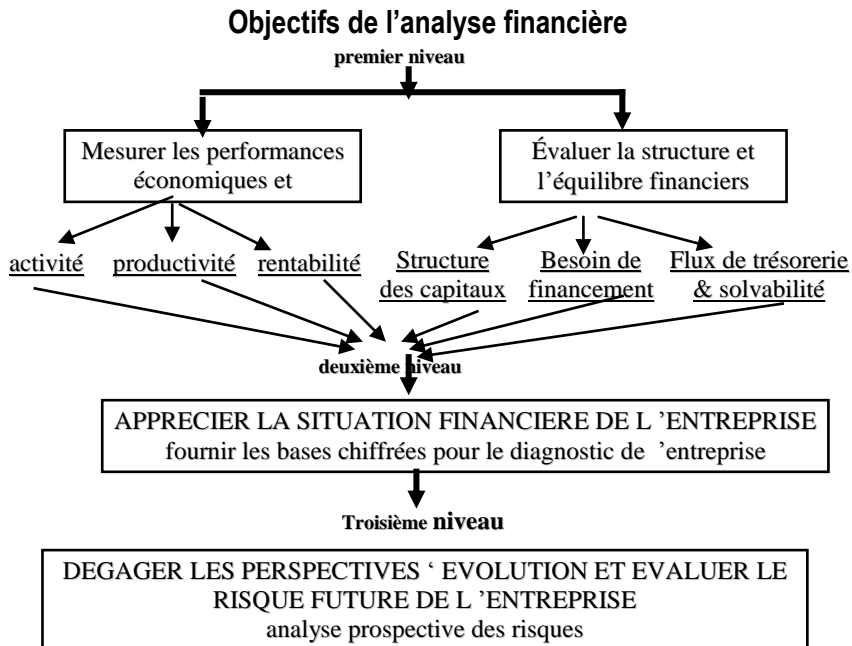 Objectifs de l’analyse financière
premier niveau
Mesurer les performances
économiques et
Évaluer la structure et
l’équilibre financiers
activité
productivité
rentabilité
Structure
des capitaux
Besoin de
financement
Flux de trésorerie
& solvabilité
deuxième niveau
APPRECIER LA SITUATION FINANCIERE DE L ’ENTREPRISE
fournir les bases chiffrées pour le diagnostic de ’entreprise
Troisième niveau
DEGAGER LES PERSPECTIVES ‘ EVOLUTION ET EVALUER LE
RISQUE FUTURE DE L ’ENTREPRISE
analyse prospective des risques